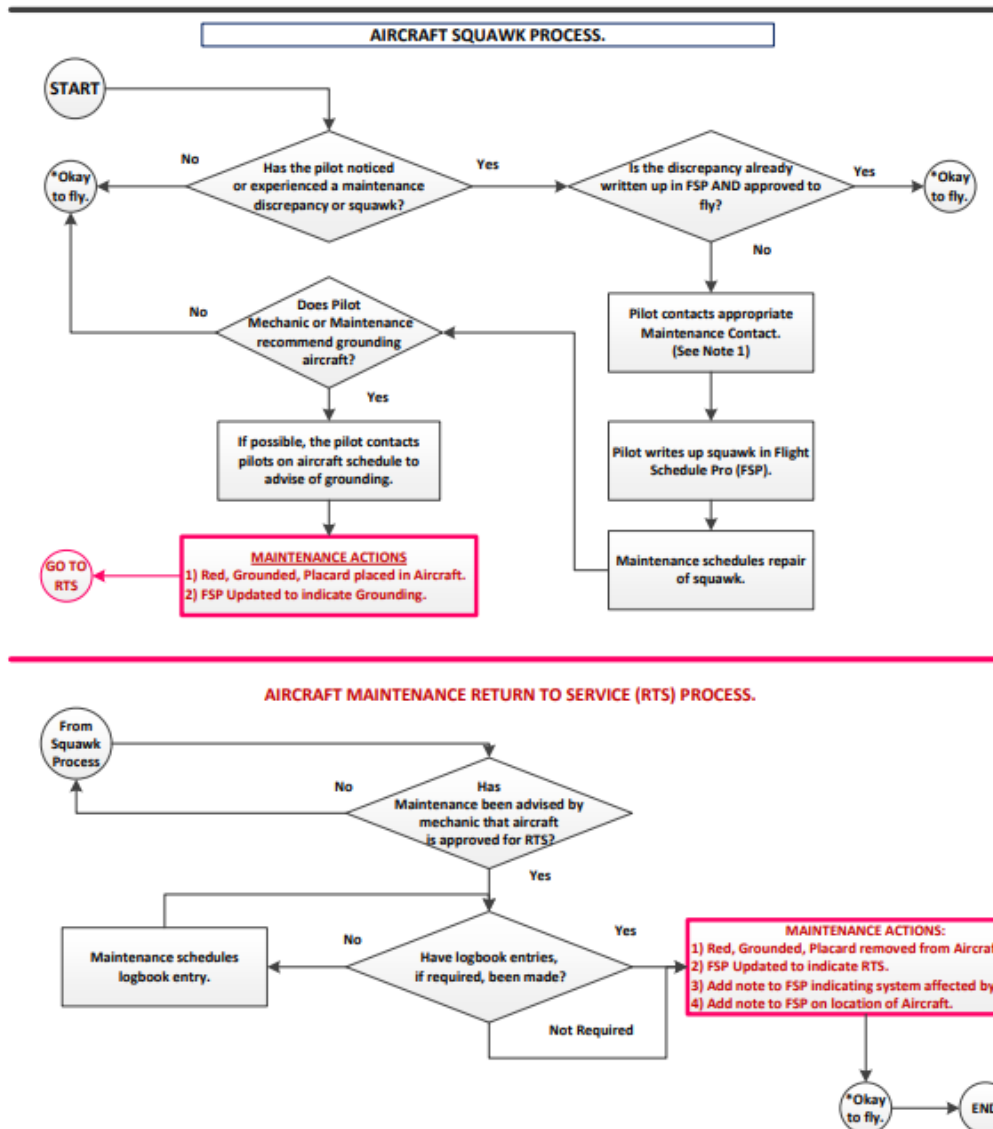 AIRCRAFT SQUAWK PROCESS.
START
No
Has the pilot noticed
or experienced a maintenance
discrepancy or squawk?
Yes
Is the discrepancy already
written up in FSP AND approved to
fly?
Yes
*Okay
to fly.
*Okay
to fly.
No
No
Does Pilot
Mechanic or Maintenance
recommend grounding
aircraft?
Pilot contacts appropriate
Maintenance Contact.
(See Note 1)
Yes
If possible, the pilot contacts
pilots on aircraft schedule to
advise of grounding.
Pilot writes up squawk in Flight
Schedule Pro (FSP).
GO TO
RTS
MAINTENANCE ACTIONS
1) Red, Grounded, Placard placed in Aircraft.
2) FSP Updated to indicate Grounding.
Maintenance schedules repair
of squawk.
AIRCRAFT MAINTENANCE RETURN TO SERVICE (RTS) PROCESS.
From
Squawk
Process
No
Has
Maintenance been advised by
mechanic that aircraft
is approved for RTS?
Yes
Maintenance schedules
logbook entry.
No
Have logbook entries,
if required, been made?
Yes
Not Required
MAINTENANCE ACTIONS:
1) Red, Grounded, Placard removed from Aircraf
2) FSP Updated to indicate RTS.
3) Add note to FSP indicating system affected by
4) Add note to FSP on location of Aircraft.
*Okay
to fly.
END